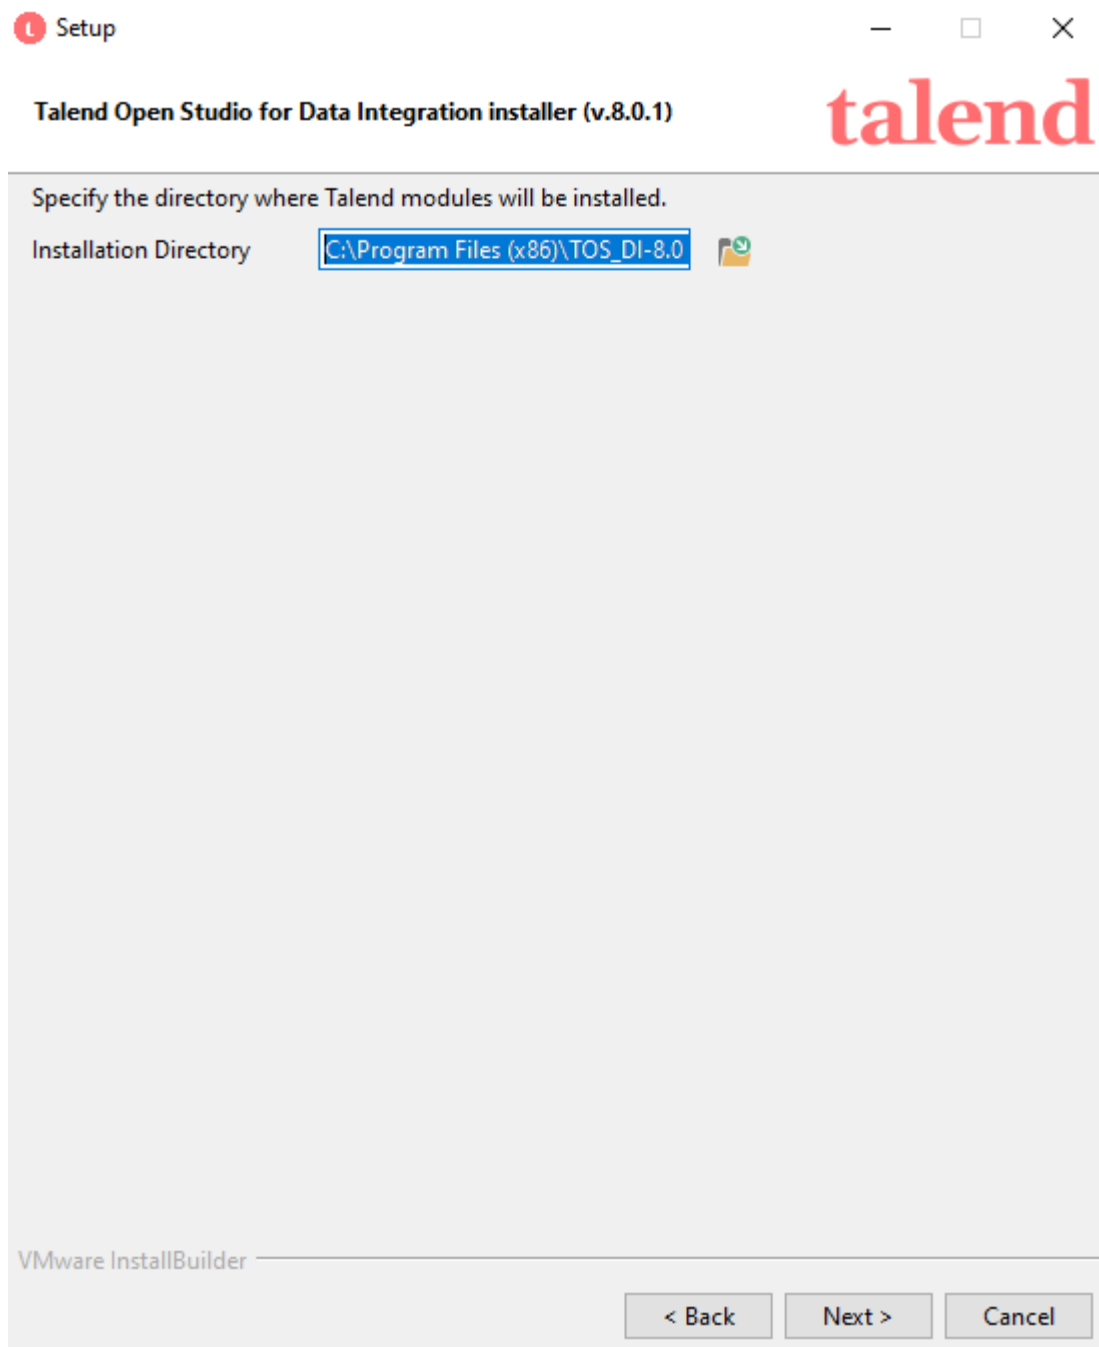 Setup
Talend Open Studio for Data Integration installer (v.8.0.1)
talend
Specify the directory where Talend modules will be installed.
Installation Directory
C:\Program Files (x86)\TOS_DI-8.0
VMware InstallBuilder
< Back
Next >
Cancel